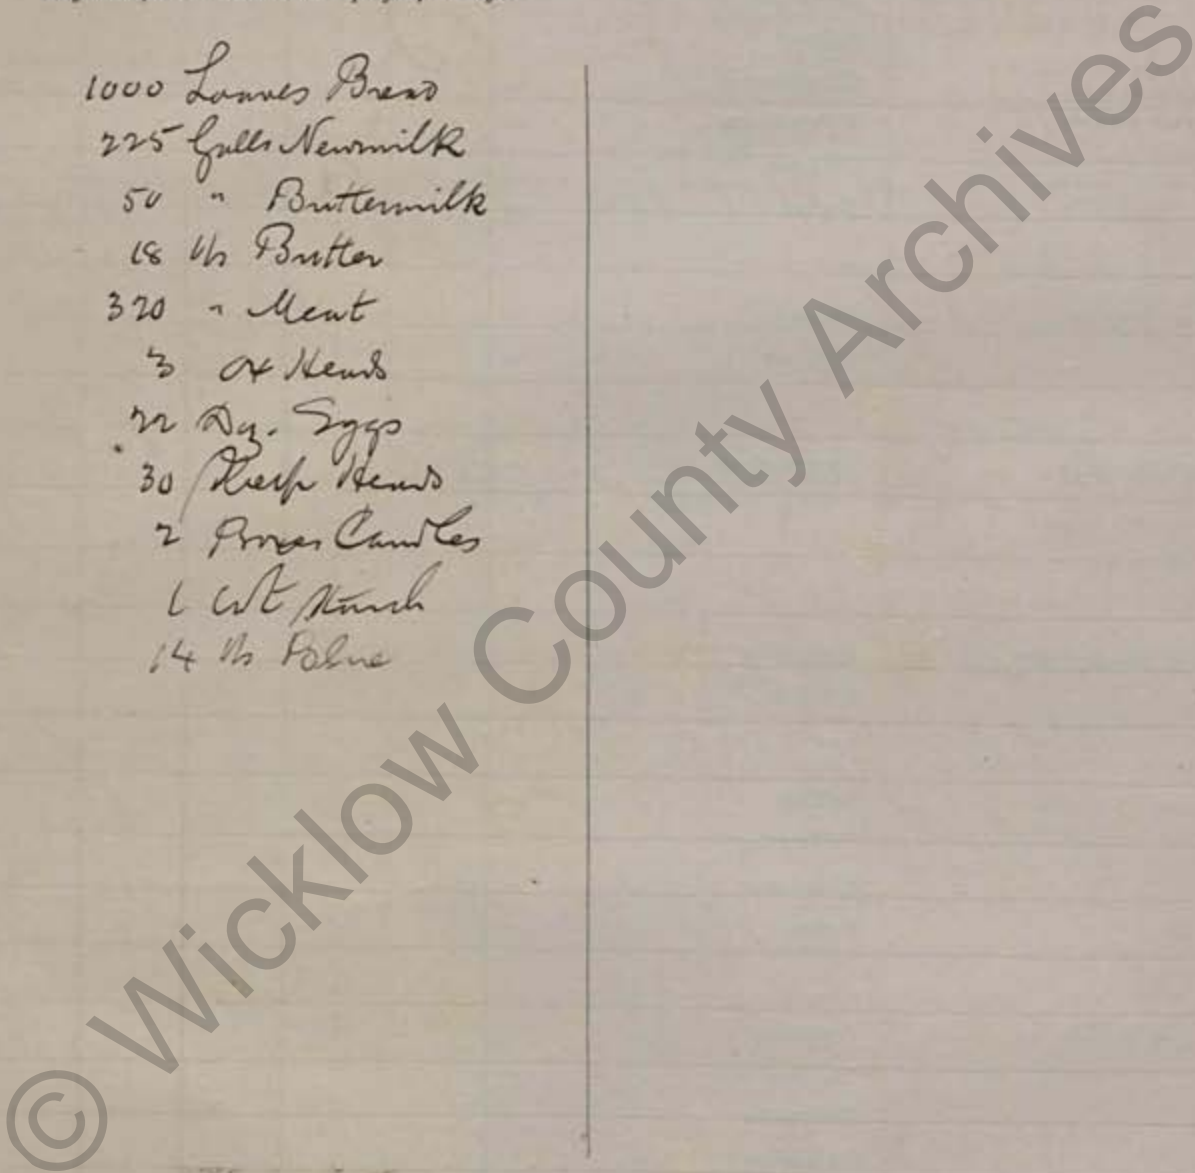 1000 Loaves Bread
225 Galls Newmilk
50 " Buttermilk
18 lbs Butter
320 " Meat
3 Ox Heads
22 Dz. Eggs
30 Sheep Heads
2 Boxes Candles
1 cwt Starch
14 lbs
© Wicklow County Archives